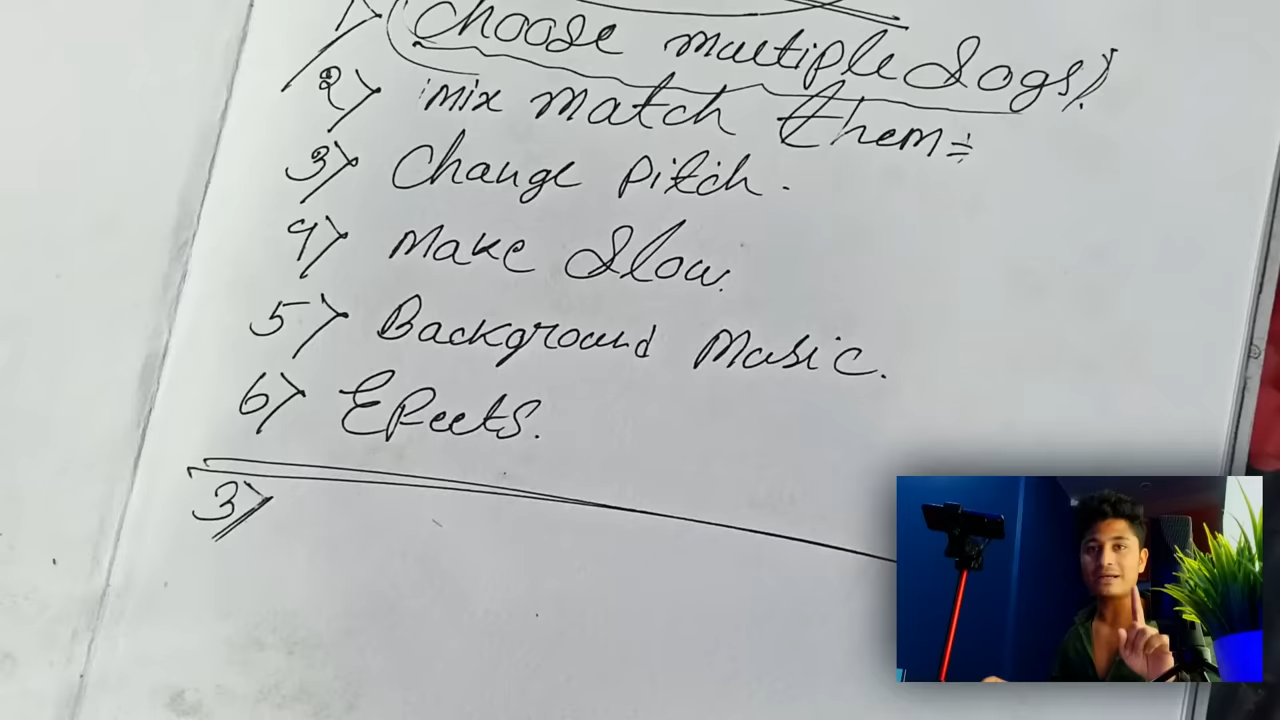 1) (Choose multiple Songs)
2) mix match them ÷
3) Change Pitch.
4) Make Slow.
5) Background Music.
6) Effects.
3)